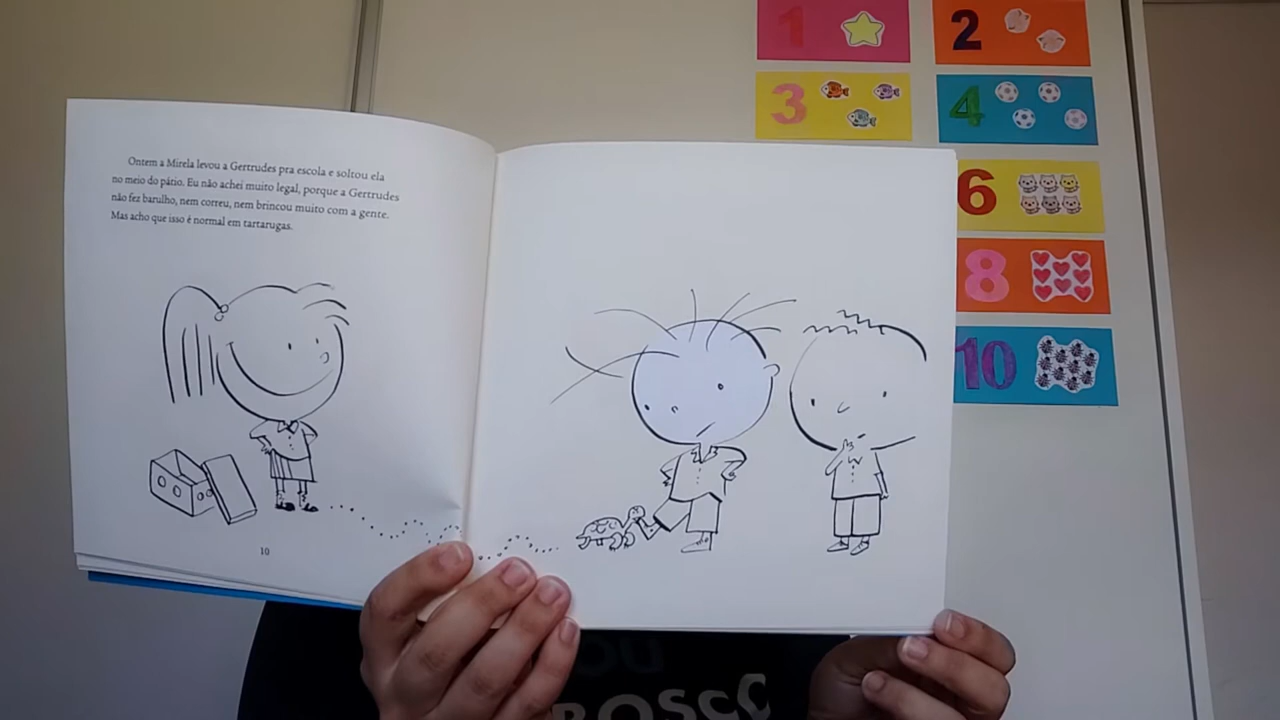 Ontem a Mirela levou a Gertrudes pra escola e soltou ela
no meio do pátio. Eu não achei muito legal, porque a Gertrudes
não fez barulho, nem correu, nem brincou muito com a gente.
Mas acho que isso é normal em tartarugas.
10
1
2
3
4
6
8
10
OU